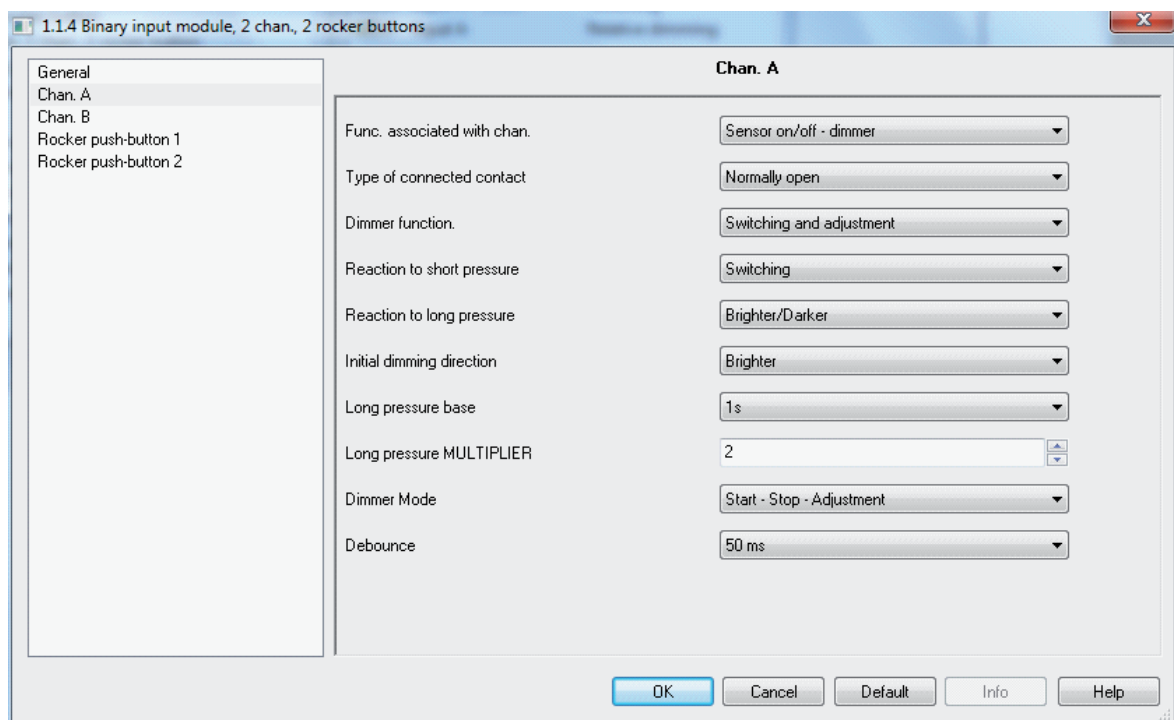 1.1.4 Binary input module, 2 chan., 2 rocker buttons
General
Chan. A
Chan. B
Rocker push-button 1
Rocker push-button 2
Chan. A
Func. associated with chan. Sensor on/off - dimmer
Type of connected contact Normally open
Dimmer function. Switching and adjustment
Reaction to short pressure Switching
Reaction to long pressure Brighter/Darker
Initial dimming direction Brighter
Long pressure base 1s
Long pressure MULTIPLIER 2
Dimmer Mode Start - Stop - Adjustment
Debounce 50 ms
OK Cancel Default Info Help